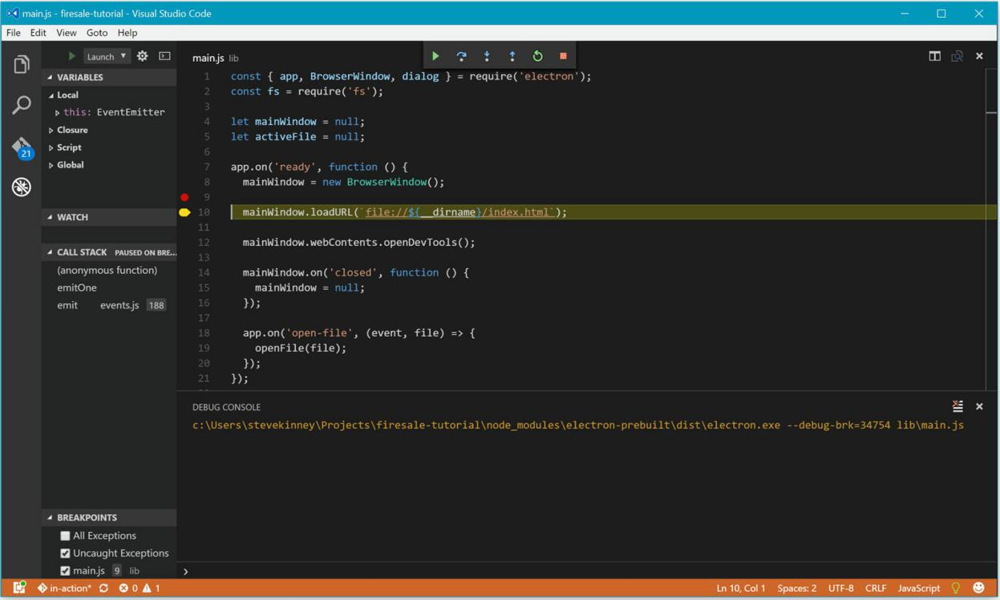 main.js - firesale-tutorial - Visual Studio Code
File Edit View Goto Help
Launch
VARIABLES
Local
this: EventEmitter
Closure
Script
Global
WATCH
CALL STACK PAUSED ON BRE...
(anonymous function)
emitOne
emit events.js 188
BREAKPOINTS
All Exceptions
Uncaught Exceptions
main.js 9 lib
21
main.js lib
1 const { app, BrowserWindow, dialog } = require('electron');
2 const fs = require('fs');
3
4 let mainWindow = null;
5 let activeFile = null;
6
7 app.on('ready', function () {
8 mainWindow = new BrowserWindow();
9
10 mainWindow.loadURL(`file://${__dirname}/index.html`);
11
12 mainWindow.webContents.openDevTools();
13
14 mainWindow.on('closed', function () {
15 mainWindow = null;
16 });
17
18 app.on('open-file', (event, file) => {
19 openFile(file);
20 });
21 });
DEBUG CONSOLE
c:\Users\stevekinney\Projects\firesale-tutorial\node_modules\electron-prebuilt\dist\electron.exe --debug-brk=34754 lib\main.js
in-action* 0 1 Ln 10, Col 1 Spaces: 2 UTF-8 CRLF JavaScript